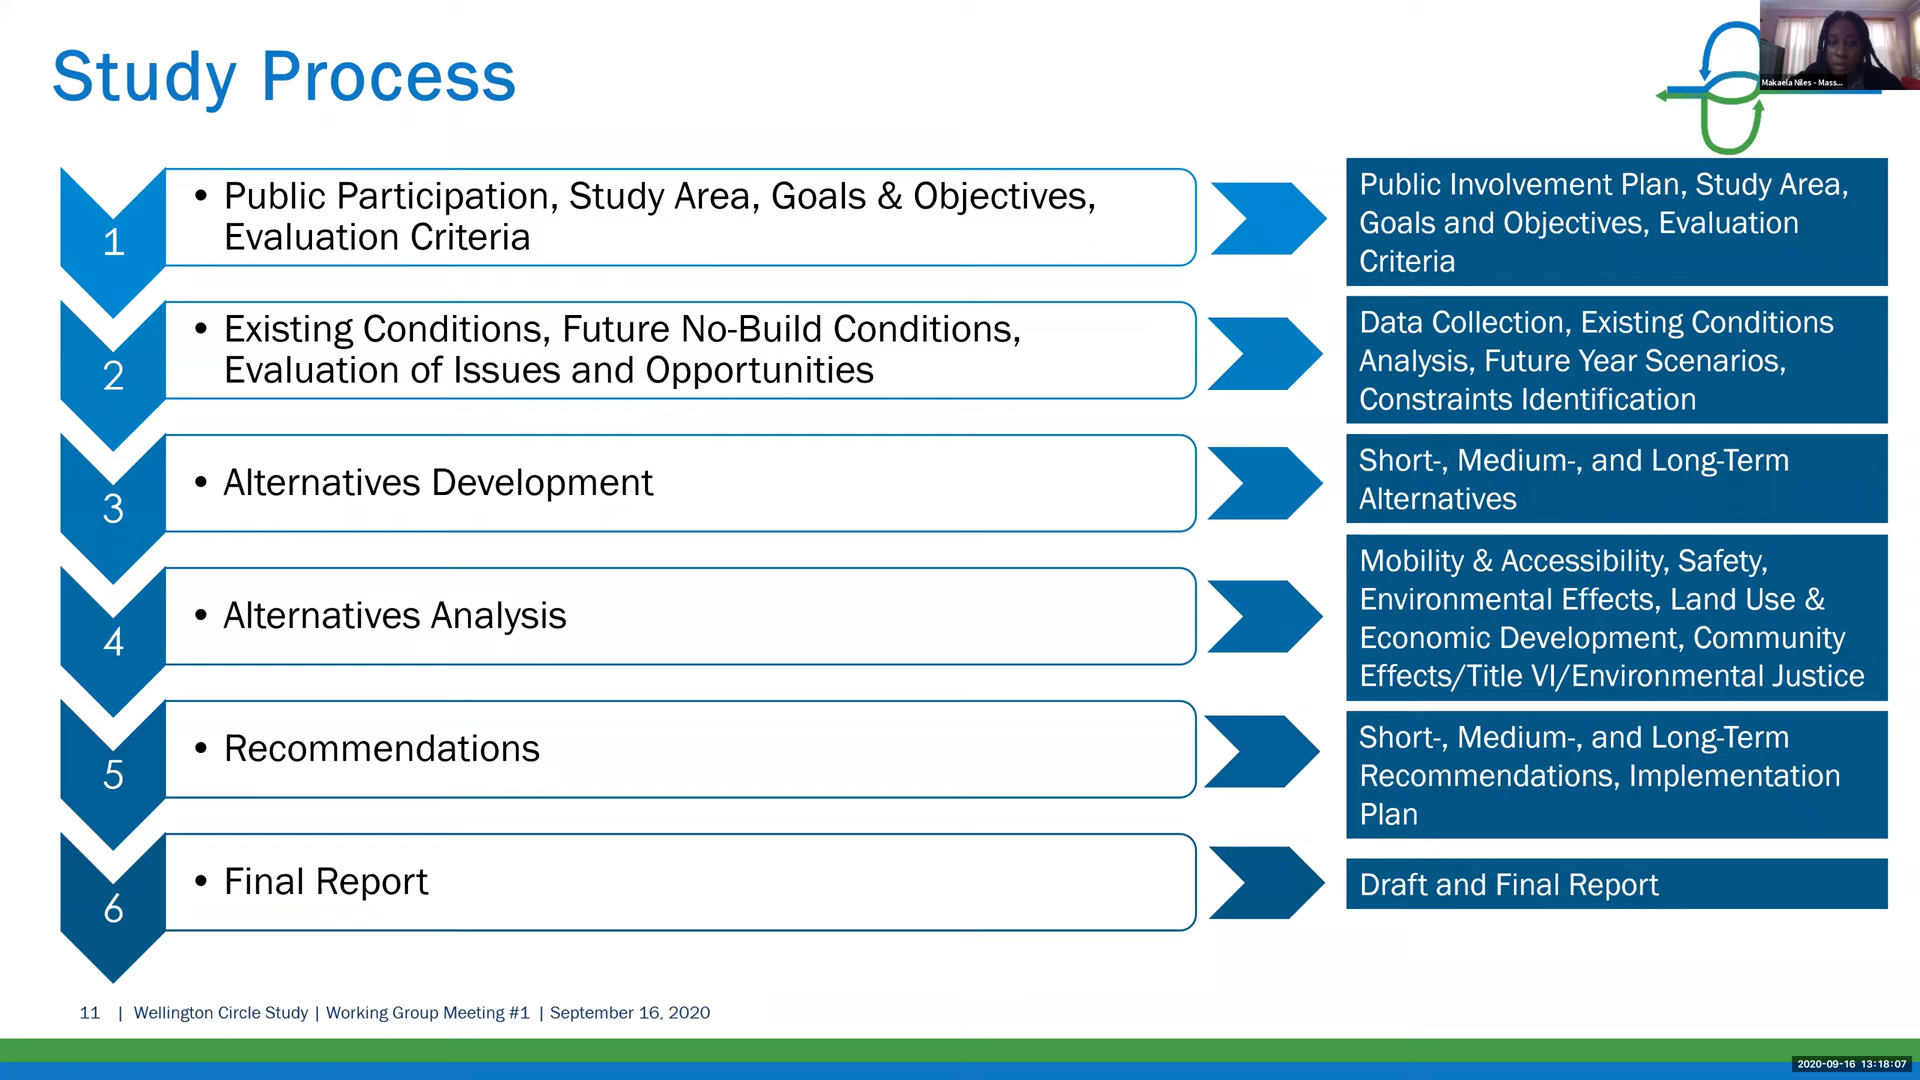 Study Process
Makaela Niles - Mass...
1
• Public Participation, Study Area, Goals & Objectives,
Evaluation Criteria
Public Involvement Plan, Study Area,
Goals and Objectives, Evaluation
Criteria
2
• Existing Conditions, Future No-Build Conditions,
Evaluation of Issues and Opportunities
Data Collection, Existing Conditions
Analysis, Future Year Scenarios,
Constraints Identification
3
• Alternatives Development
Short-, Medium-, and Long-Term
Alternatives
4
• Alternatives Analysis
Mobility & Accessibility, Safety,
Environmental Effects, Land Use &
Economic Development, Community
Effects/Title VI/Environmental Justice
5
• Recommendations
Short-, Medium-, and Long-Term
Recommendations, Implementation
Plan
6
• Final Report
Draft and Final Report
11 | Wellington Circle Study | Working Group Meeting #1 | September 16, 2020
2020-09-16 13:18:07